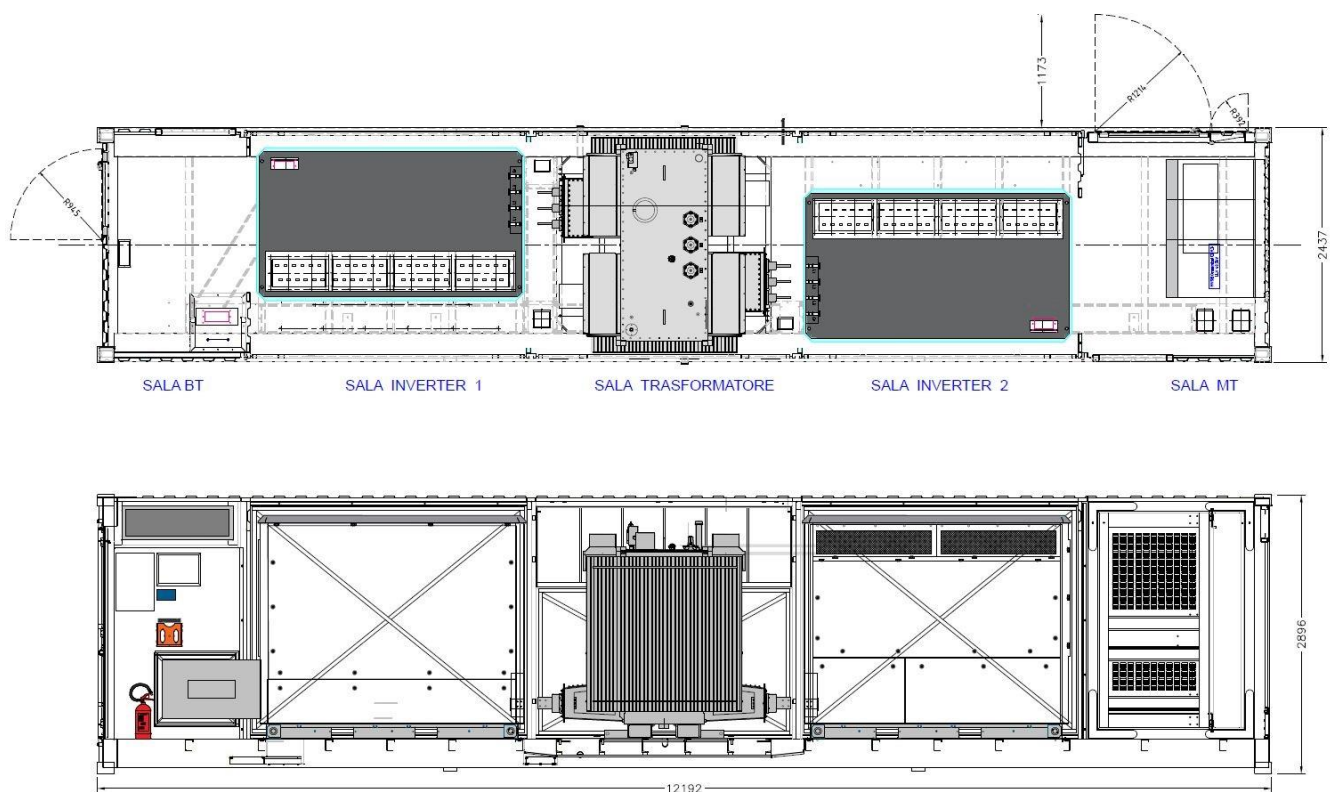 1173
R1214
R392
R945
2437
SALA BT
SALA INVERTER 1
SALA TRASFORMATORE
SALA INVERTER 2
SALA MT
2896
12192